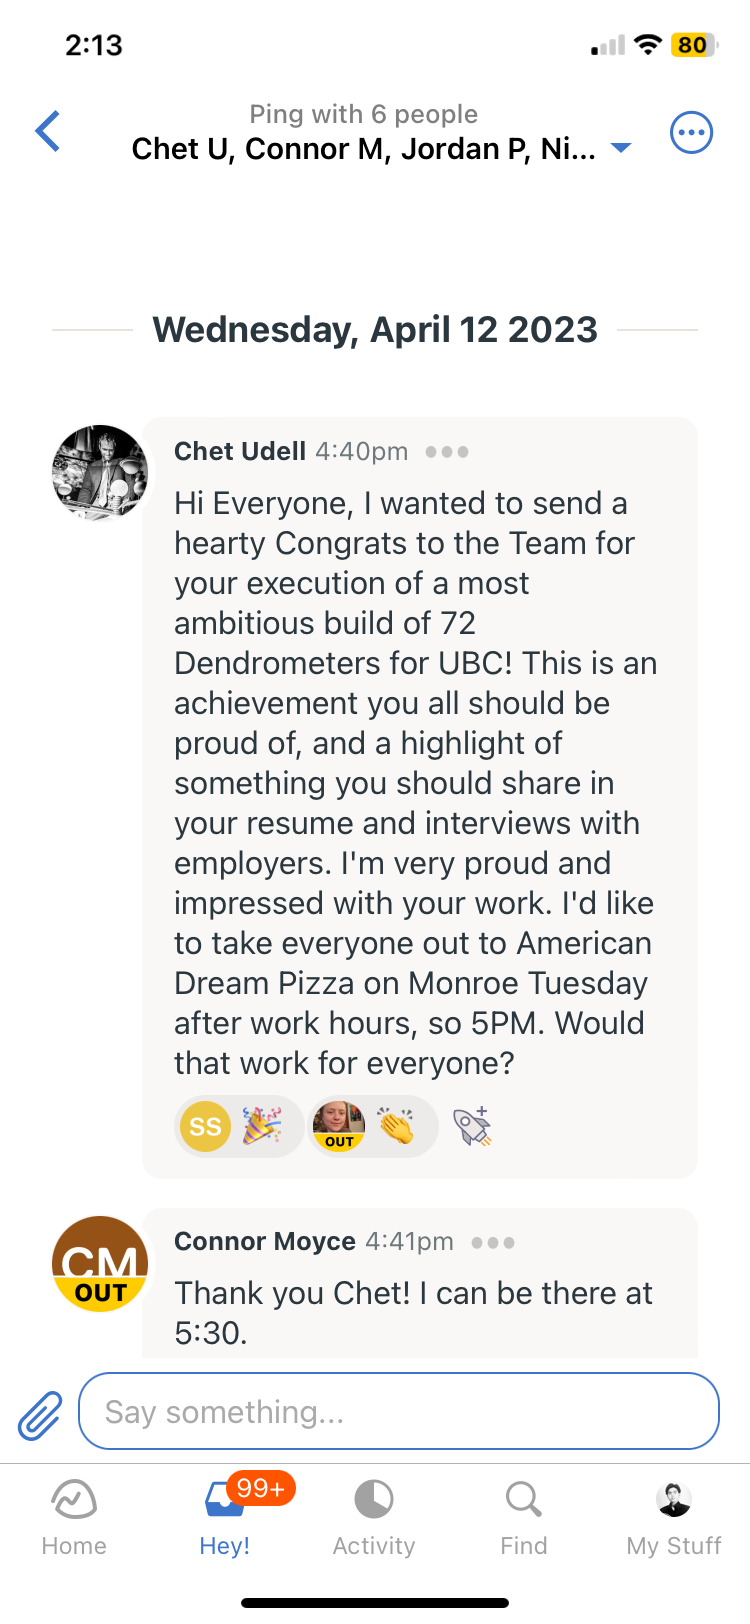 2:13
80
Ping with 6 people
Chet U, Connor M, Jordan P, Ni...
Wednesday, April 12 2023
Chet Udell 4:40pm
Hi Everyone, I wanted to send a
hearty Congrats to the Team for
your execution of a most
ambitious build of 72
Dendrometers for UBC! This is an
achievement you all should be
proud of, and a highlight of
something you should share in
your resume and interviews with
employers. I'm very proud and
impressed with your work. I'd like
to take everyone out to American
Dream Pizza on Monroe Tuesday
after work hours, so 5PM. Would
that work for everyone?
SS
OUT
Connor Moyce 4:41pm
CM
OUT
Thank you Chet! I can be there at
5:30.
Say something...
99+
Home
Hey!
Activity
Find
My Stuff